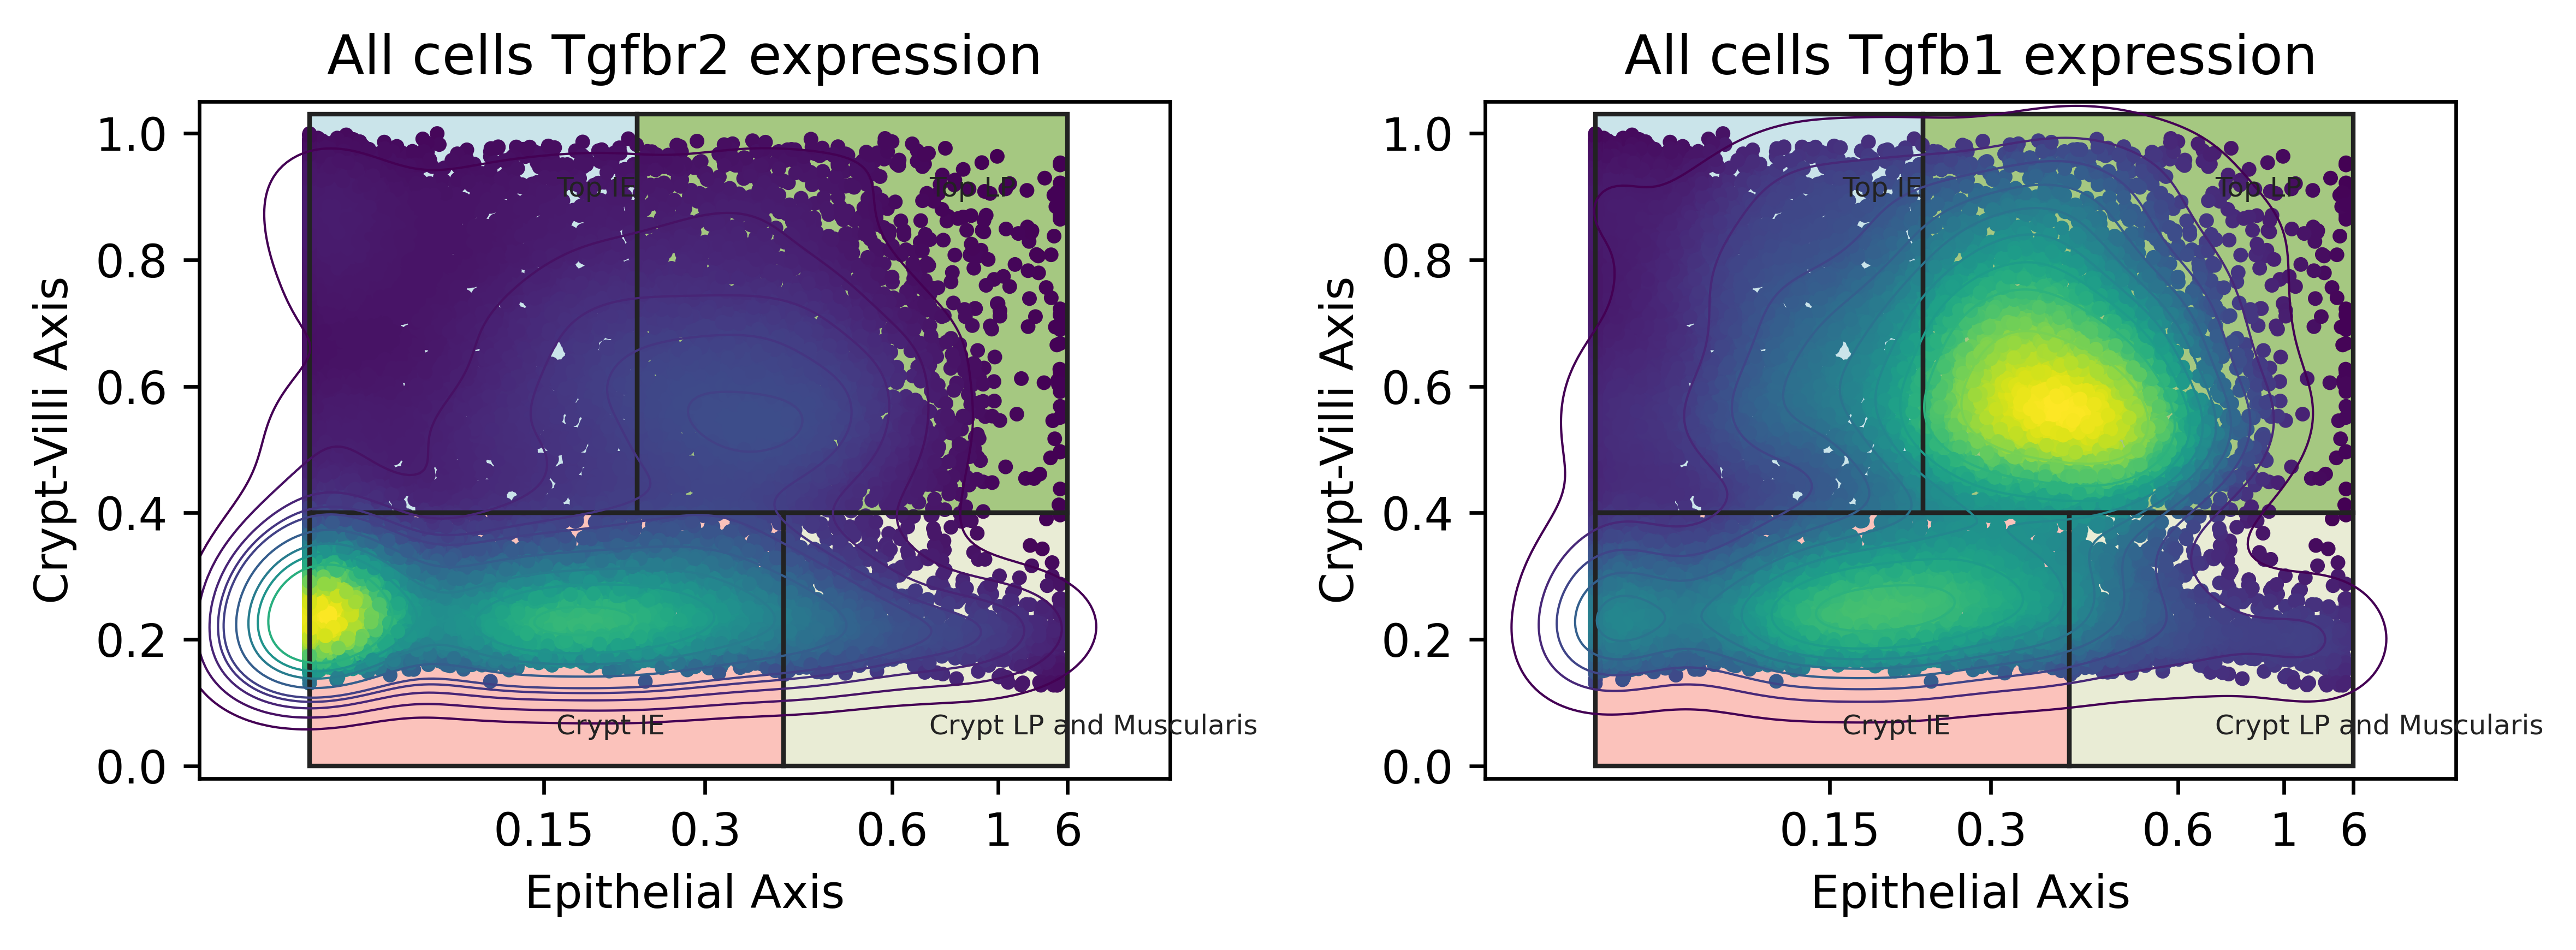 All cells Tgfbr2 expression
Crypt-Villi Axis
1.0
0.8
0.6
0.4
0.2
0.0
Top IE
Top LP
Crypt IE
Crypt LP and Muscularis
0.15 0.3 0.6 1 6
Epithelial Axis
All cells Tgfb1 expression
Crypt-Villi Axis
1.0
0.8
0.6
0.4
0.2
0.0
Top IE
Top LP
Crypt IE
Crypt LP and Muscularis
0.15 0.3 0.6 1 6
Epithelial Axis